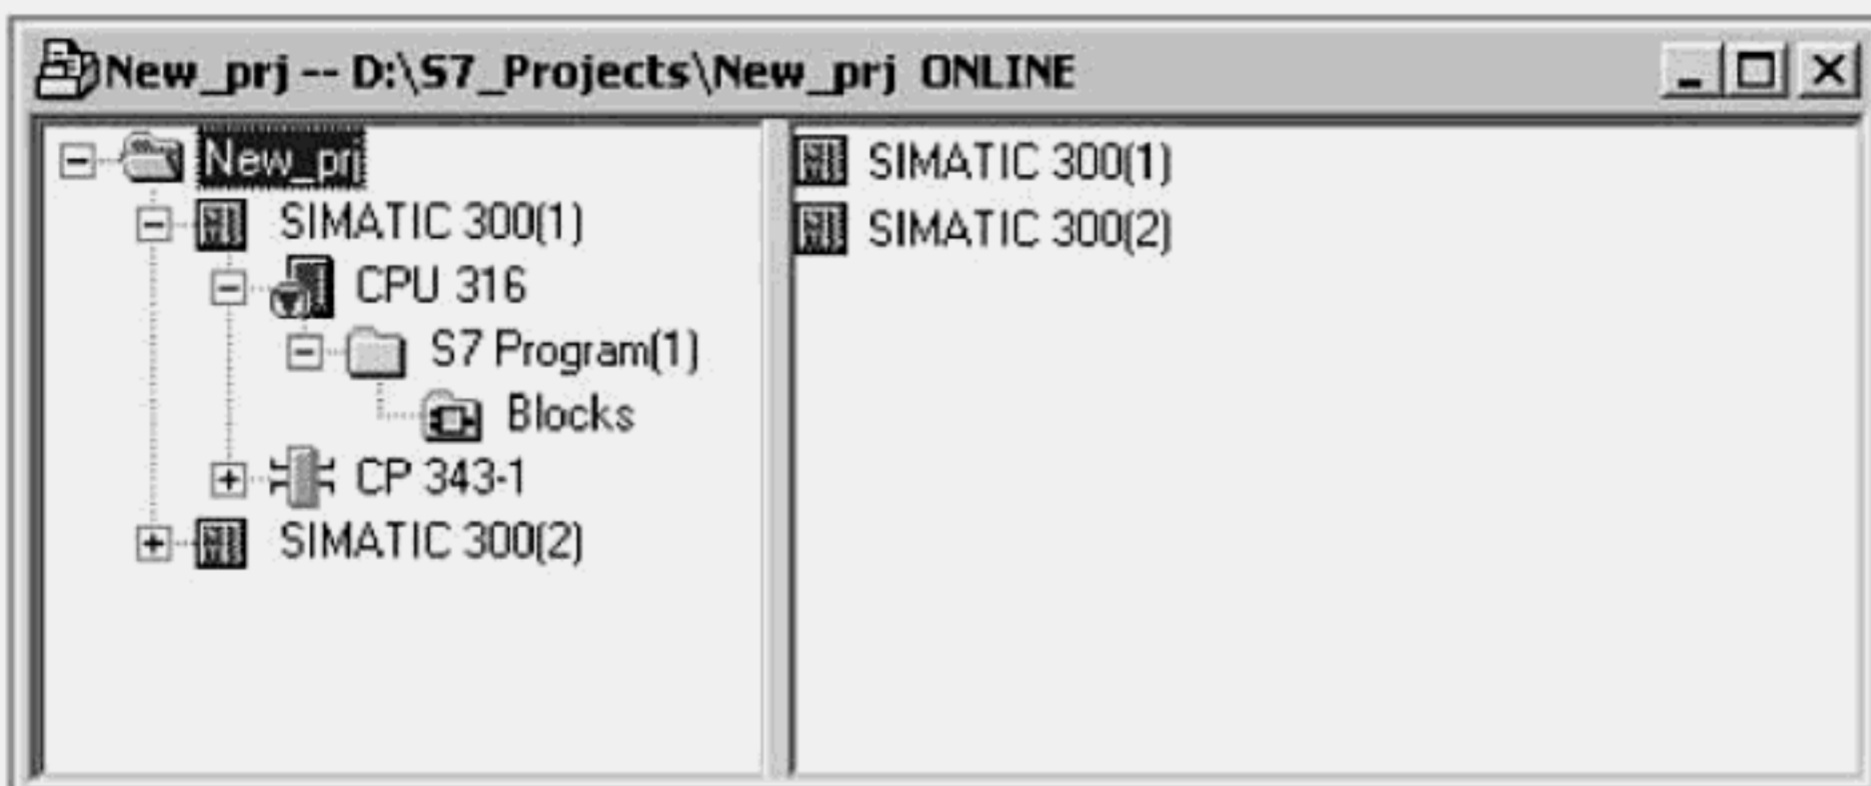 New_prj -- D:\S7_Projects\New_prj ONLINE
New_prj
SIMATIC 300(1)
CPU 316
S7 Program(1)
Blocks
CP 343-1
SIMATIC 300(2)
SIMATIC 300(1)
SIMATIC 300(2)